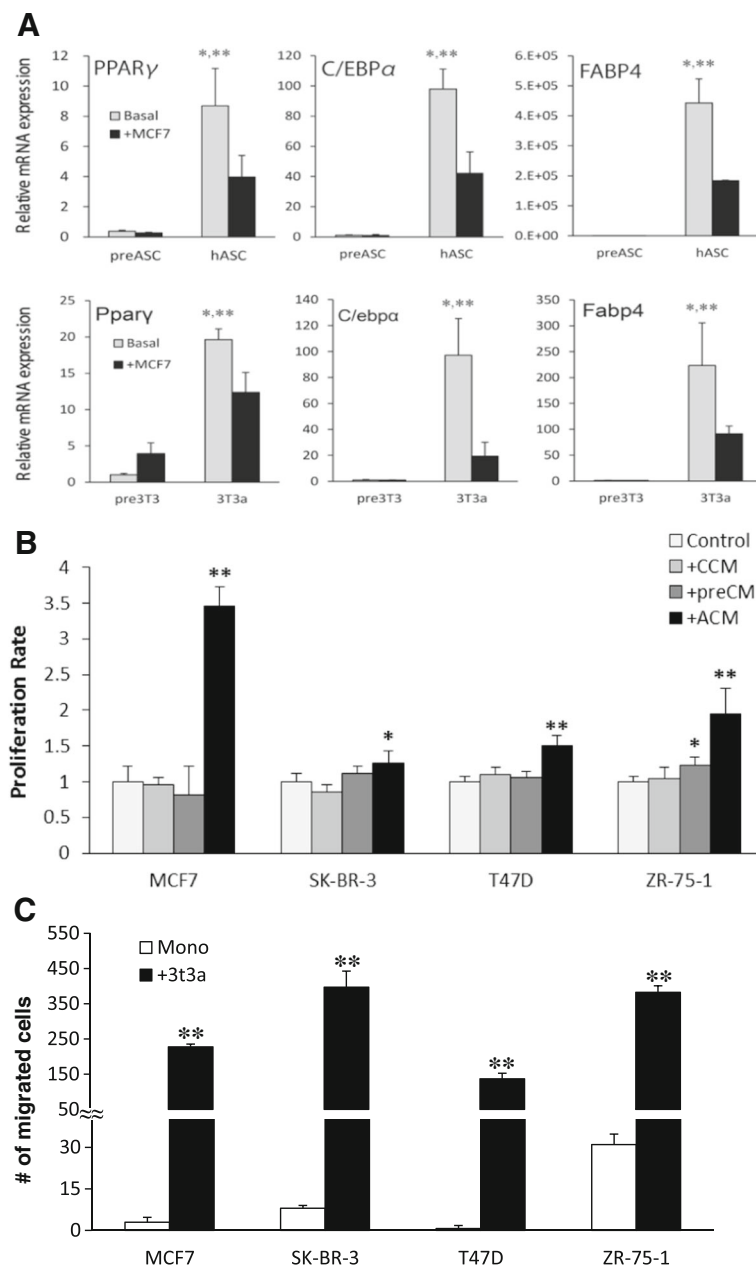 A
PPARγ
*,**
Basal
+MCF7
Relative mRNA expression
12
10
8
6
4
2
0
preASC
hASC
C/EBPα
*,**
120
100
80
60
40
20
0
preASC
hASC
FABP4
*,**
6.E+05
5.E+05
4.E+05
3.E+05
2.E+05
1.E+05
0.E+00
preASC
hASC
Pparγ
*,**
Basal
+MCF7
Relative mRNA expression
25
20
15
10
5
0
pre3T3
3T3a
C/ebpα
*,**
140
120
100
80
60
40
20
0
pre3T3
3T3a
Fabp4
*,**
350
300
250
200
150
100
50
0
pre3T3
3T3a
B
Control
+CCM
+preCM
+ACM
Proliferation Rate
4
3.5
3
2.5
2
1.5
1
0.5
0
**
*
**
*
**
MCF7
SK-BR-3
T47D
ZR-75-1
C
Mono
+3t3a
# of migrated cells
550
450
350
250
150
50
30
15
0
**
**
**
**
MCF7
SK-BR-3
T47D
ZR-75-1